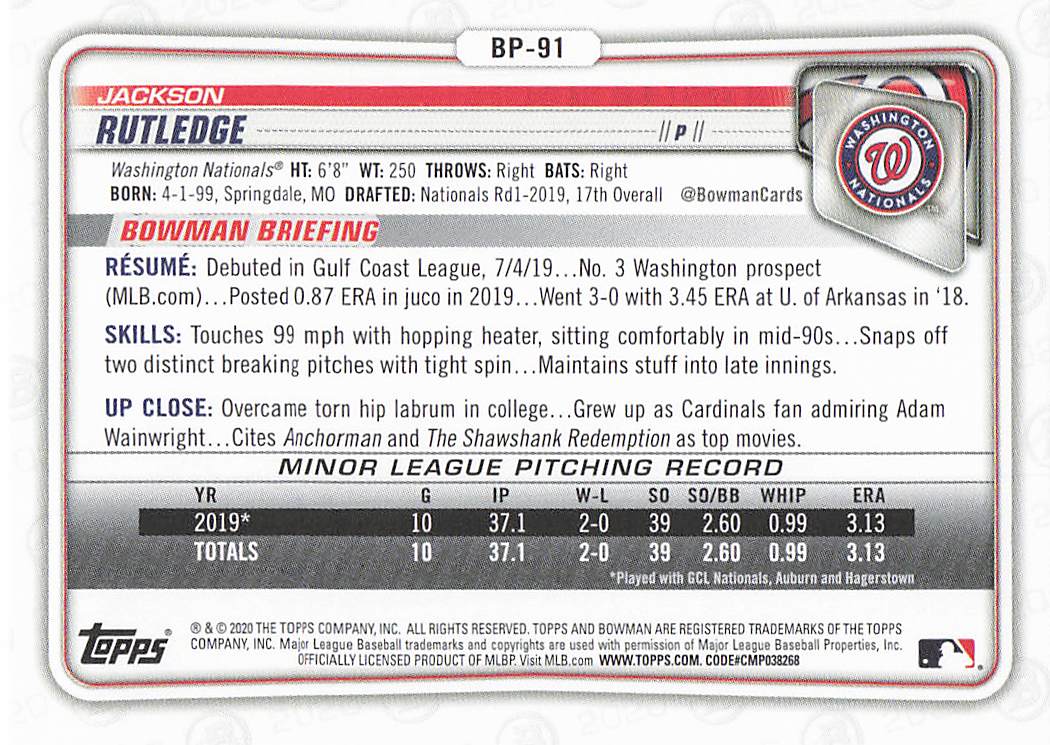 BP-91
JACKSON
RUTLEDGE // P //
WASHINGTON
W
NATIONALS
TM
Washington Nationals® HT: 6'8" WT: 250 THROWS: Right BATS: Right
BORN: 4-1-99, Springdale, MO DRAFTED: Nationals Rd1-2019, 17th Overall @BowmanCards
BOWMAN BRIEFING
RÉSUMÉ: Debuted in Gulf Coast League, 7/4/19...No. 3 Washington prospect
(MLB.com)...Posted 0.87 ERA in juco in 2019...Went 3-0 with 3.45 ERA at U. of Arkansas in '18.
SKILLS: Touches 99 mph with hopping heater, sitting comfortably in mid-90s...Snaps off
two distinct breaking pitches with tight spin...Maintains stuff into late innings.
UP CLOSE: Overcame torn hip labrum in college...Grew up as Cardinals fan admiring Adam
Wainwright...Cites Anchorman and The Shawshank Redemption as top movies.
MINOR LEAGUE PITCHING RECORD
YR G IP W-L SO SO/BB WHIP ERA
2019* 10 37.1 2-0 39 2.60 0.99 3.13
TOTALS 10 37.1 2-0 39 2.60 0.99 3.13
*Played with GCL Nationals, Auburn and Hagerstown
TOPPS®
® & © 2020 THE TOPPS COMPANY, INC. ALL RIGHTS RESERVED. TOPPS AND BOWMAN ARE REGISTERED TRADEMARKS OF THE TOPPS
COMPANY, INC. Major League Baseball trademarks and copyrights are used with permission of Major League Baseball Properties, Inc.
OFFICIALLY LICENSED PRODUCT OF MLBP. Visit MLB.com WWW.TOPPS.COM. CODE#CMP038268